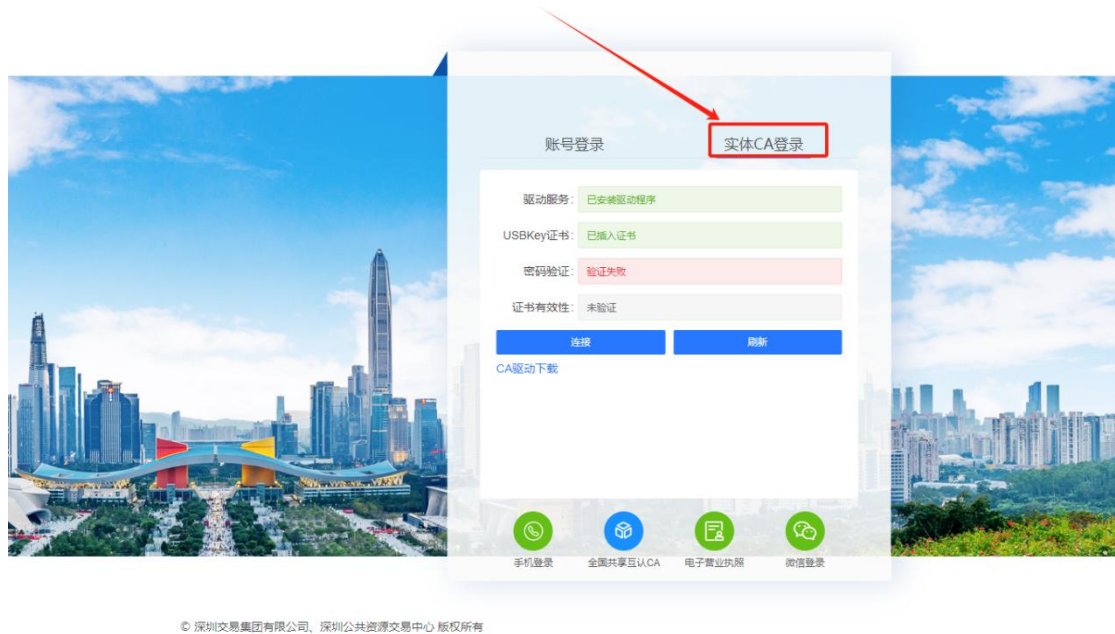 账号登录
实体CA登录
驱动服务: 已安装驱动程序
USBKey证书: 已插入证书
密码验证: 验证失败
证书有效性: 未验证
连接
刷新
CA驱动下载
手机登录
全国共享互认CA
电子营业执照
微信登录
© 深圳交易集团有限公司、深圳公共资源交易中心 版权所有